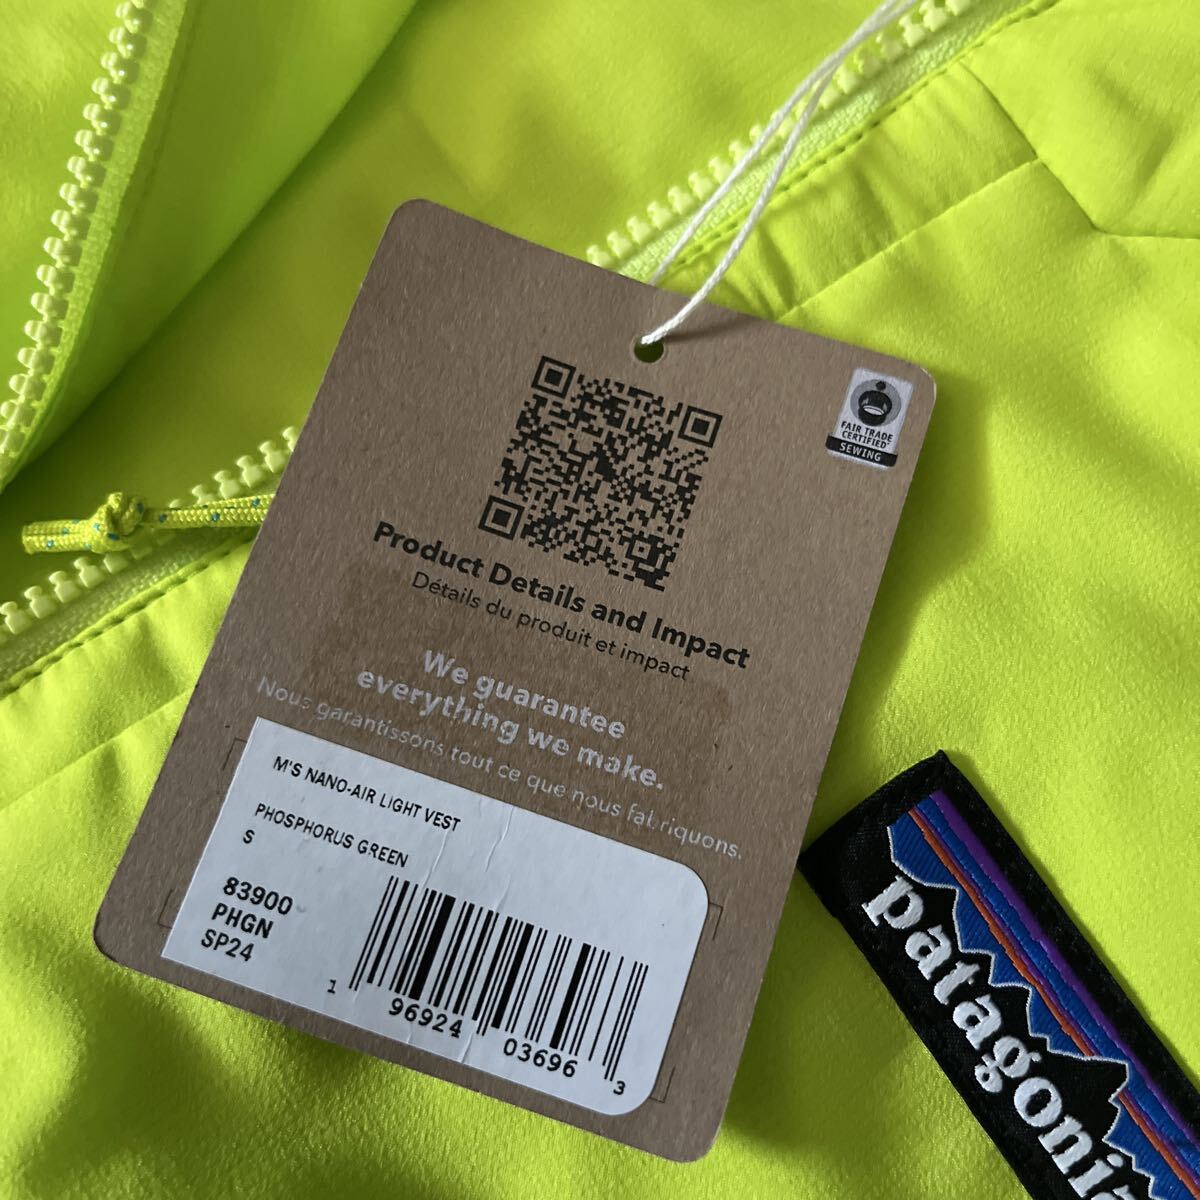 FAIR TRADE
CERTIFIED
SEWING
Product Details and Impact
Détails du produit et impact
We guarantee
everything we make.
Nous garantissons tout ce que nous fabriquons.
M'S NANO-AIR LIGHT VEST
PHOSPHORUS GREEN
S
83900
PHGN
SP24
1 96924 03696 3
patagoni